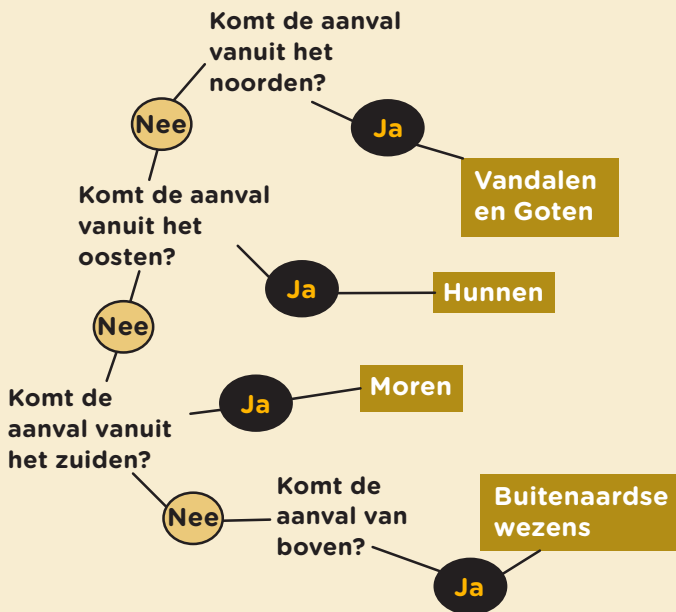 Komt de aanval
vanuit het
noorden?
Nee
Ja
Vandalen
en Goten
Komt de aanval
vanuit het
oosten?
Ja
Hunnen
Nee
Komt de
aanval vanuit
het zuiden?
Ja
Moren
Nee
Komt de
aanval van
boven?
Ja
Buitenaardse
wezens